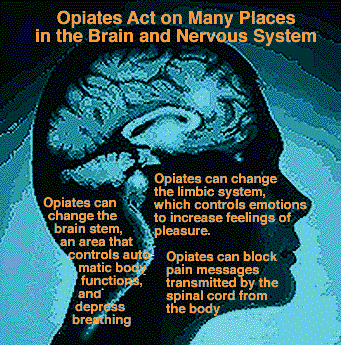 Opiates Act on Many Places
in the Brain and Nervous System
Opiates can change
the limbic system,
which controls emotions
to increase feelings of
pleasure.
Opiates can
change the
brain stem,
an area that
controls auto
matic body
functions,
and
depress
breathing
Opiates can block
pain messages
transmitted by the
spinal cord from
the body